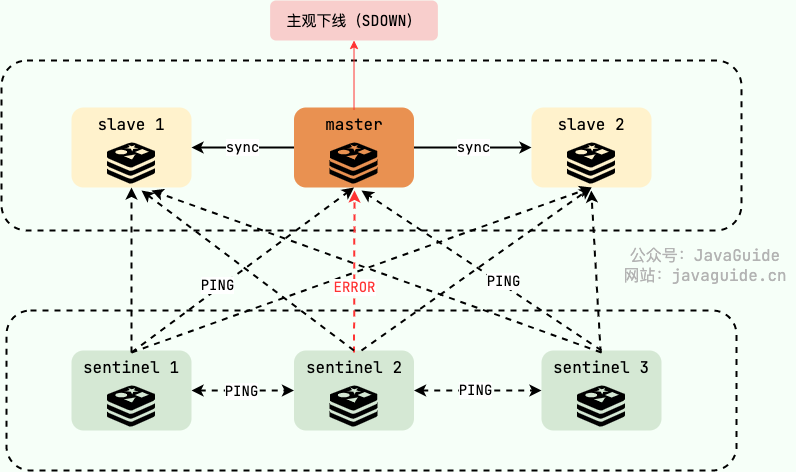 主观下线（SDOWN）
slave 1
master
slave 2
sync
sync
公众号：JavaGuide
网站：javaguide.cn
PING
ERROR
PING
sentinel 1
sentinel 2
sentinel 3
PING
PING